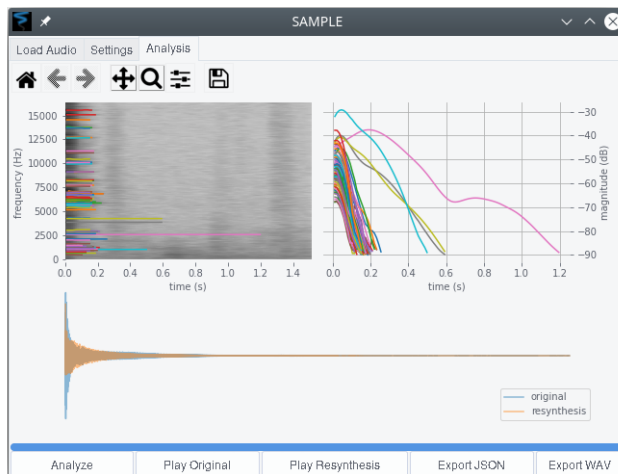 SAMPLE
Load Audio Settings Analysis
frequency (Hz)
15000
12500
10000
7500
5000
2500
0
0.0 0.2 0.4 0.6 0.8 1.0 1.2 1.4
time (s)
−30
−40
−50
−60
−70
−80
−90
magnitude (dB)
0.0 0.2 0.4 0.6 0.8 1.0 1.2
time (s)
original
resynthesis
Analyze Play Original Play Resynthesis Export JSON Export WAV